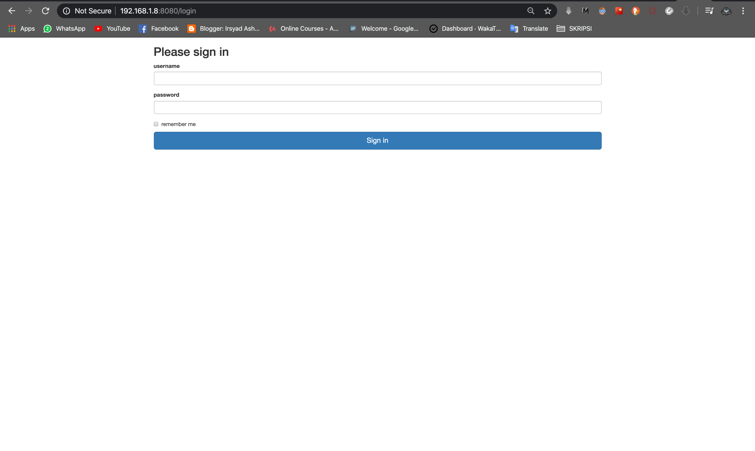 Not Secure 192.168.1.8:8080/login
Apps WhatsApp YouTube Facebook Blogger: Irsyad Ash... Online Courses - A... Welcome - Google... Dashboard - WakaT... Translate SKRIPSI
Please sign in
username
password
remember me
Sign in